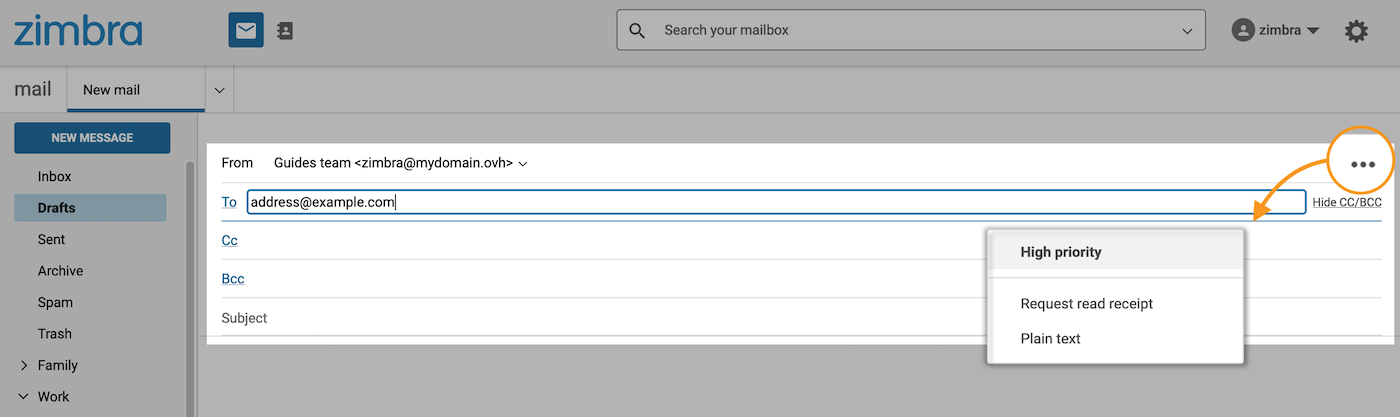 zimbra
Search your mailbox
zimbra
mail
New mail
NEW MESSAGE
Inbox
Drafts
Sent
Archive
Spam
Trash
Family
Work
From Guides team <zimbra@mydomain.ovh>
To address@example.com Hide CC/BCC
Cc
Bcc
Subject
High priority
Request read receipt
Plain text